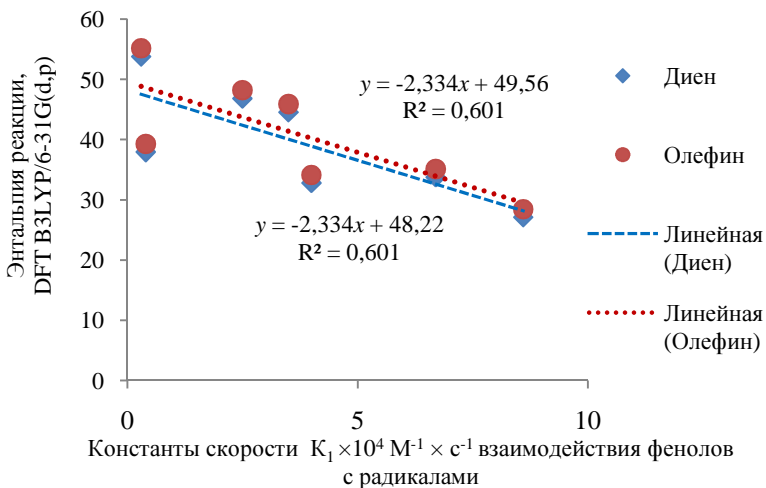 Энтальпия реакции,
DFT B3LYP/6-31G(d,p)
60
50
40
30
20
10
0
0
5
10
y = -2,334x + 49,56
R² = 0,601
y = -2,334x + 48,22
R² = 0,601
Диен
Олефин
Линейная
(Диен)
Линейная
(Олефин)
Константы скорости К₁ ×10⁴ М⁻¹ × с⁻¹ взаимодействия фенолов
с радикалами